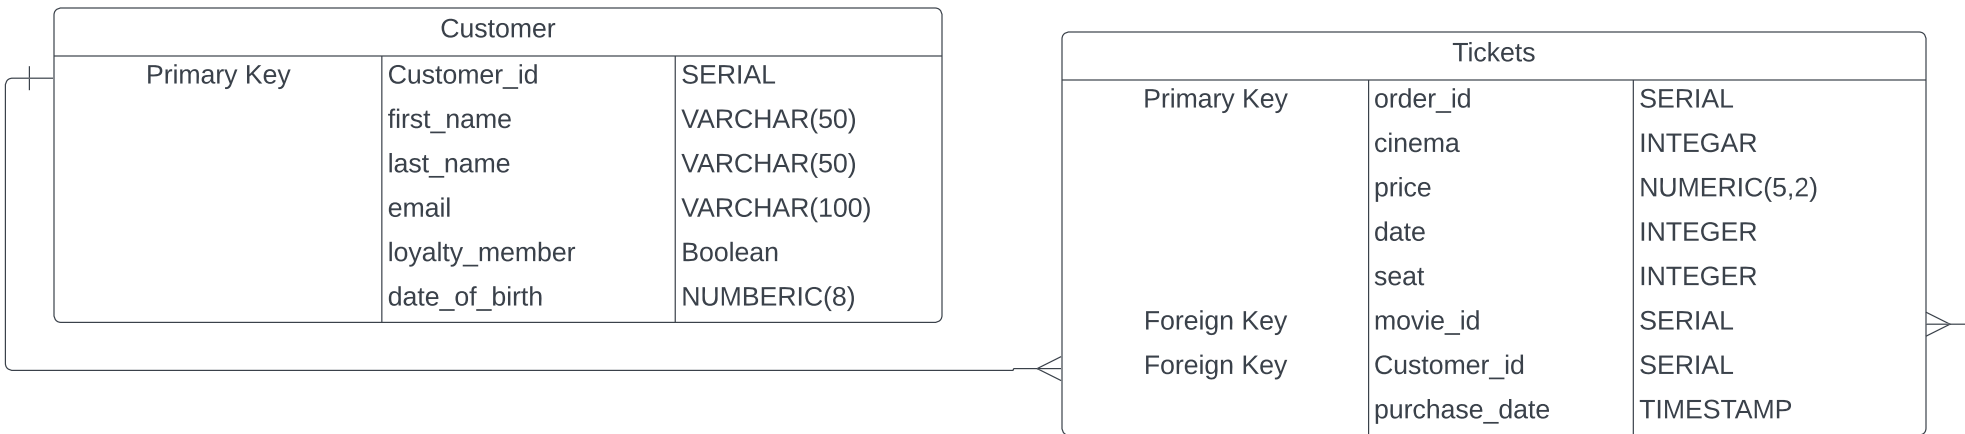 Customer
Primary Key Customer_id SERIAL
first_name VARCHAR(50)
last_name VARCHAR(50)
email VARCHAR(100)
loyalty_member Boolean
date_of_birth NUMBERIC(8)
Tickets
Primary Key order_id SERIAL
cinema INTEGAR
price NUMERIC(5,2)
date INTEGER
seat INTEGER
Foreign Key movie_id SERIAL
Foreign Key Customer_id SERIAL
purchase_date TIMESTAMP